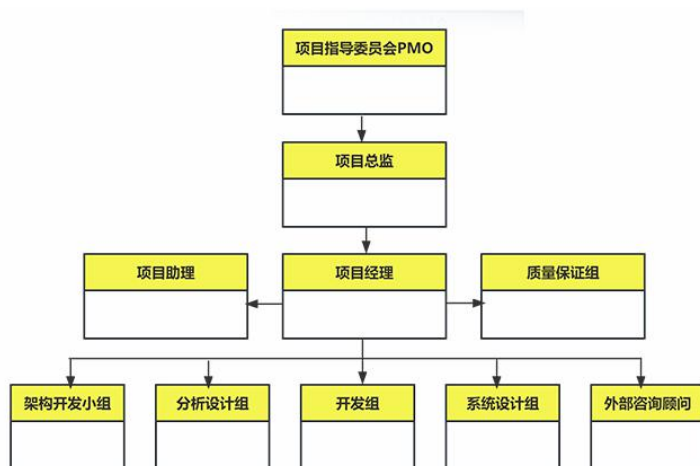 项目指导委员会PMO
项目总监
项目助理
项目经理
质量保证组
架构开发小组
分析设计组
开发组
系统设计组
外部咨询顾问